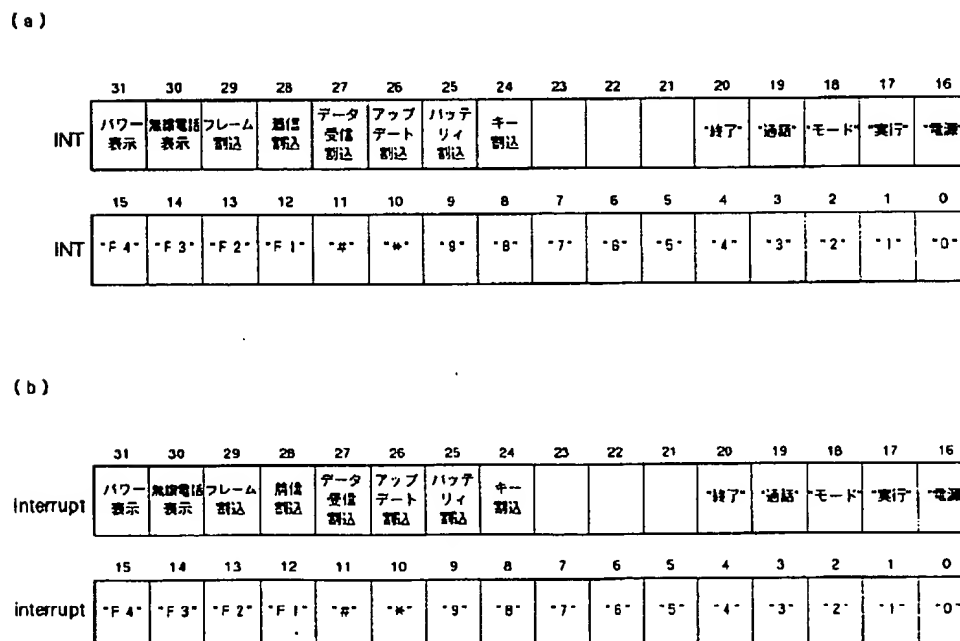 (a)
31 30 29 28 27 26 25 24 23 22 21 20 19 18 17 16
INT パワー表示 無線電話表示 フレーム割込 着信割込 データ受信割込 アップデート割込 バッテリィ割込 キー割込 "終了" "通話" "モード" "実行" "電源"
15 14 13 12 11 10 9 8 7 6 5 4 3 2 1 0
INT "F4" "F3" "F2" "F1" "#" "*" "9" "8" "7" "6" "5" "4" "3" "2" "1" "0"
(b)
31 30 29 28 27 26 25 24 23 22 21 20 19 18 17 16
interrupt パワー表示 無線電話表示 フレーム割込 着信割込 データ受信割込 アップデート割込 バッテリィ割込 キー割込 "終了" "通話" "モード" "実行" "電源"
15 14 13 12 11 10 9 8 7 6 5 4 3 2 1 0
interrupt "F4" "F3" "F2" "F1" "#" "*" "9" "8" "7" "6" "5" "4" "3" "2" "1" "0"